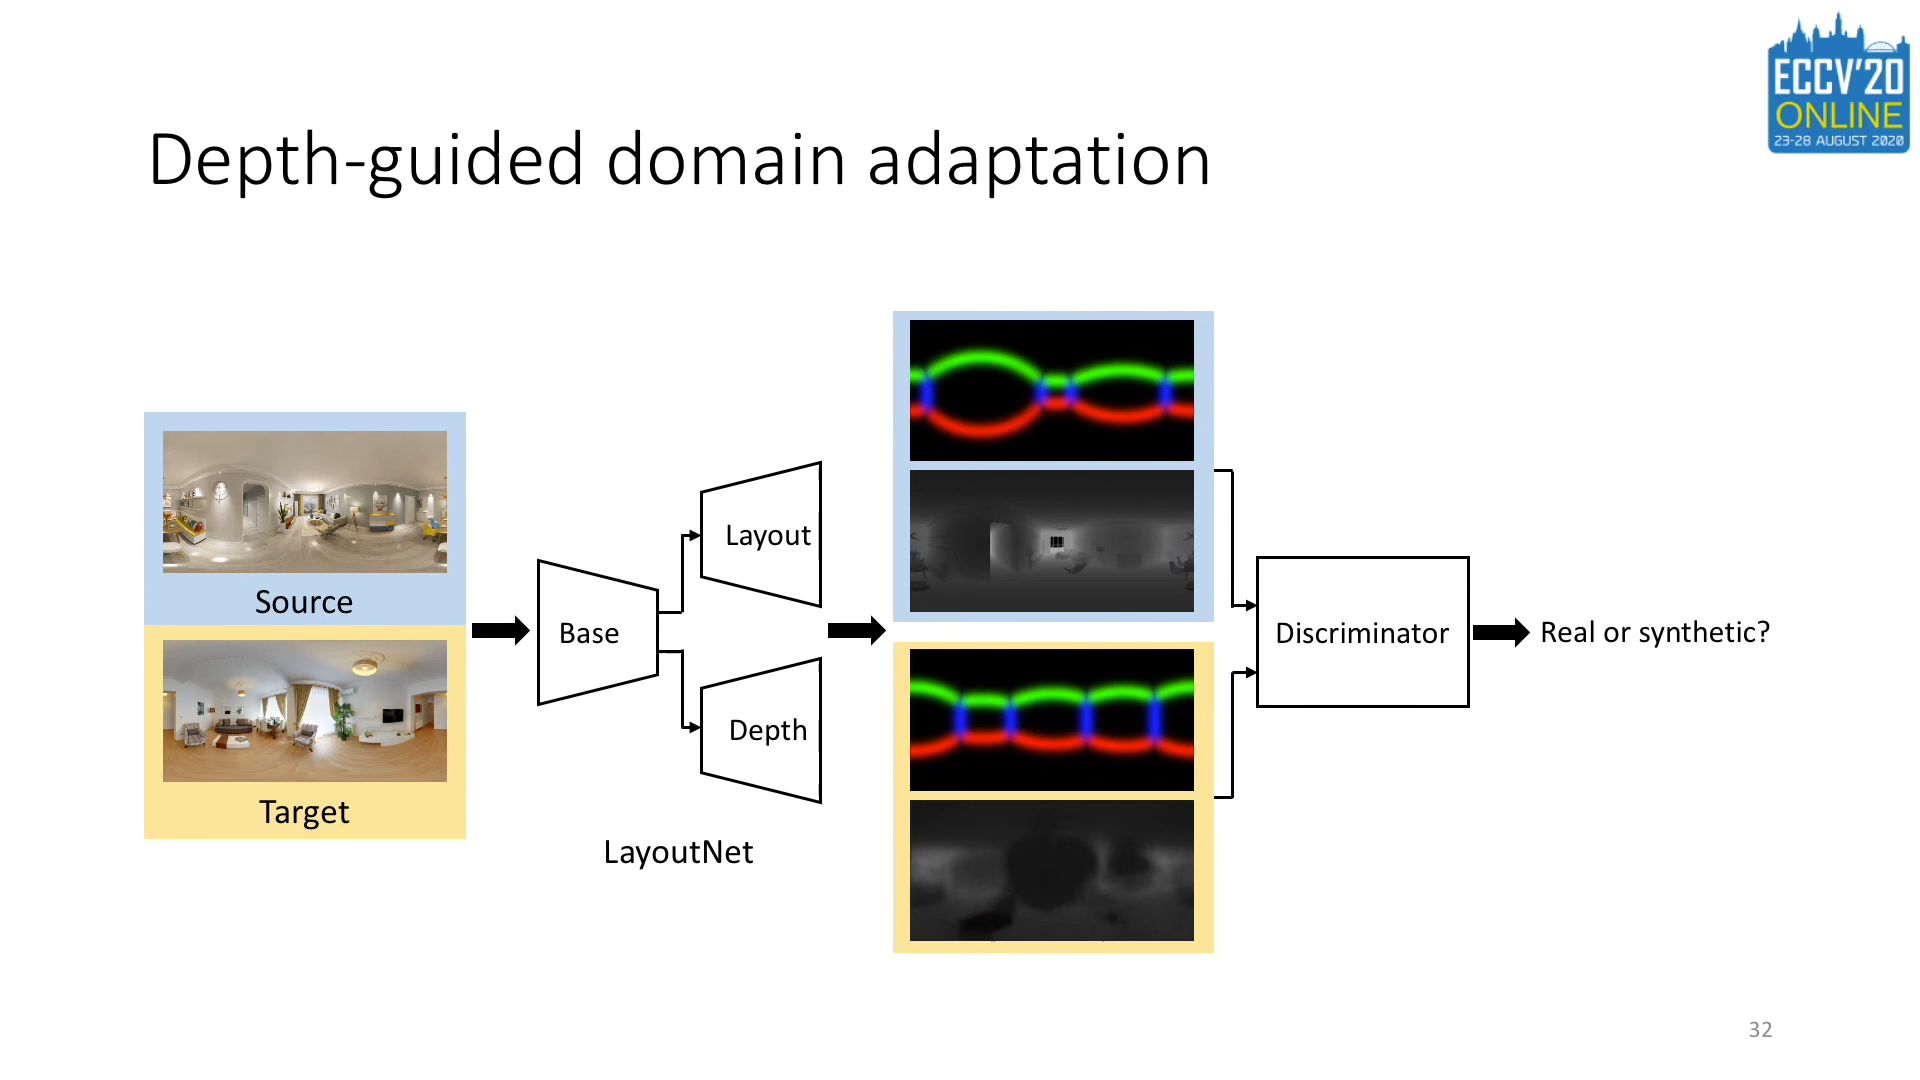 ECCV'20
ONLINE
23-28 AUGUST 2020
Depth-guided domain adaptation
Source
Target
Base
Layout
Depth
LayoutNet
Discriminator
Real or synthetic?
32